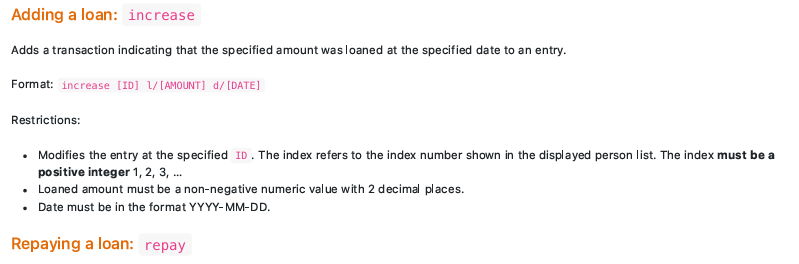 Adding a loan: increase
Adds a transaction indicating that the specified amount was loaned at the specified date to an entry.
Format: increase [ID] l/[AMOUNT] d/[DATE]
Restrictions:
• Modifies the entry at the specified ID. The index refers to the index number shown in the displayed person list. The index must be a
positive integer 1, 2, 3, ...
• Loaned amount must be a non-negative numeric value with 2 decimal places.
• Date must be in the format YYYY-MM-DD.
Repaying a loan: repay